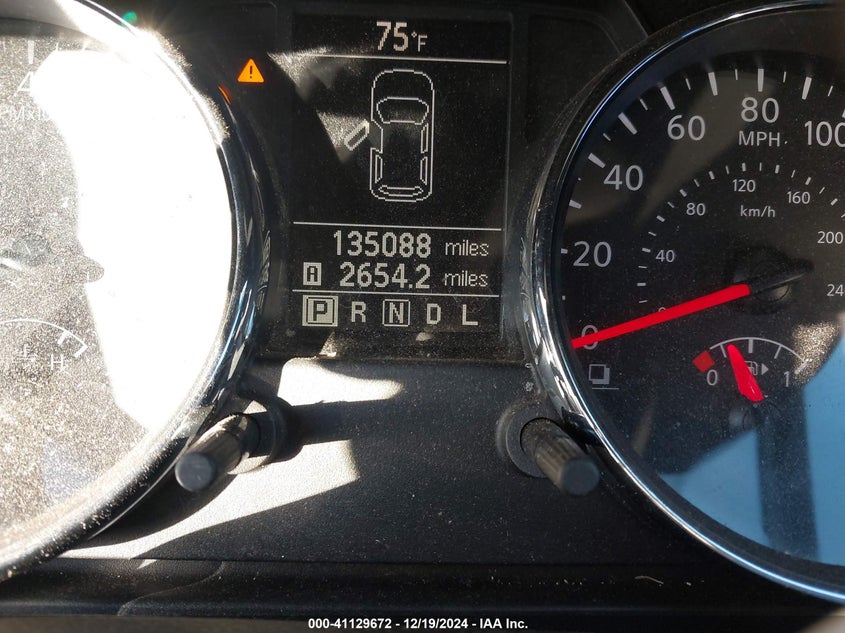 75°F
135088 miles
A 2654.2 miles
P R N D L
0 20 40 60 80 100
MPH
40 80 120 160 200
km/h
0 1
H
000-41129672 - 12/19/2024 - IAA Inc.